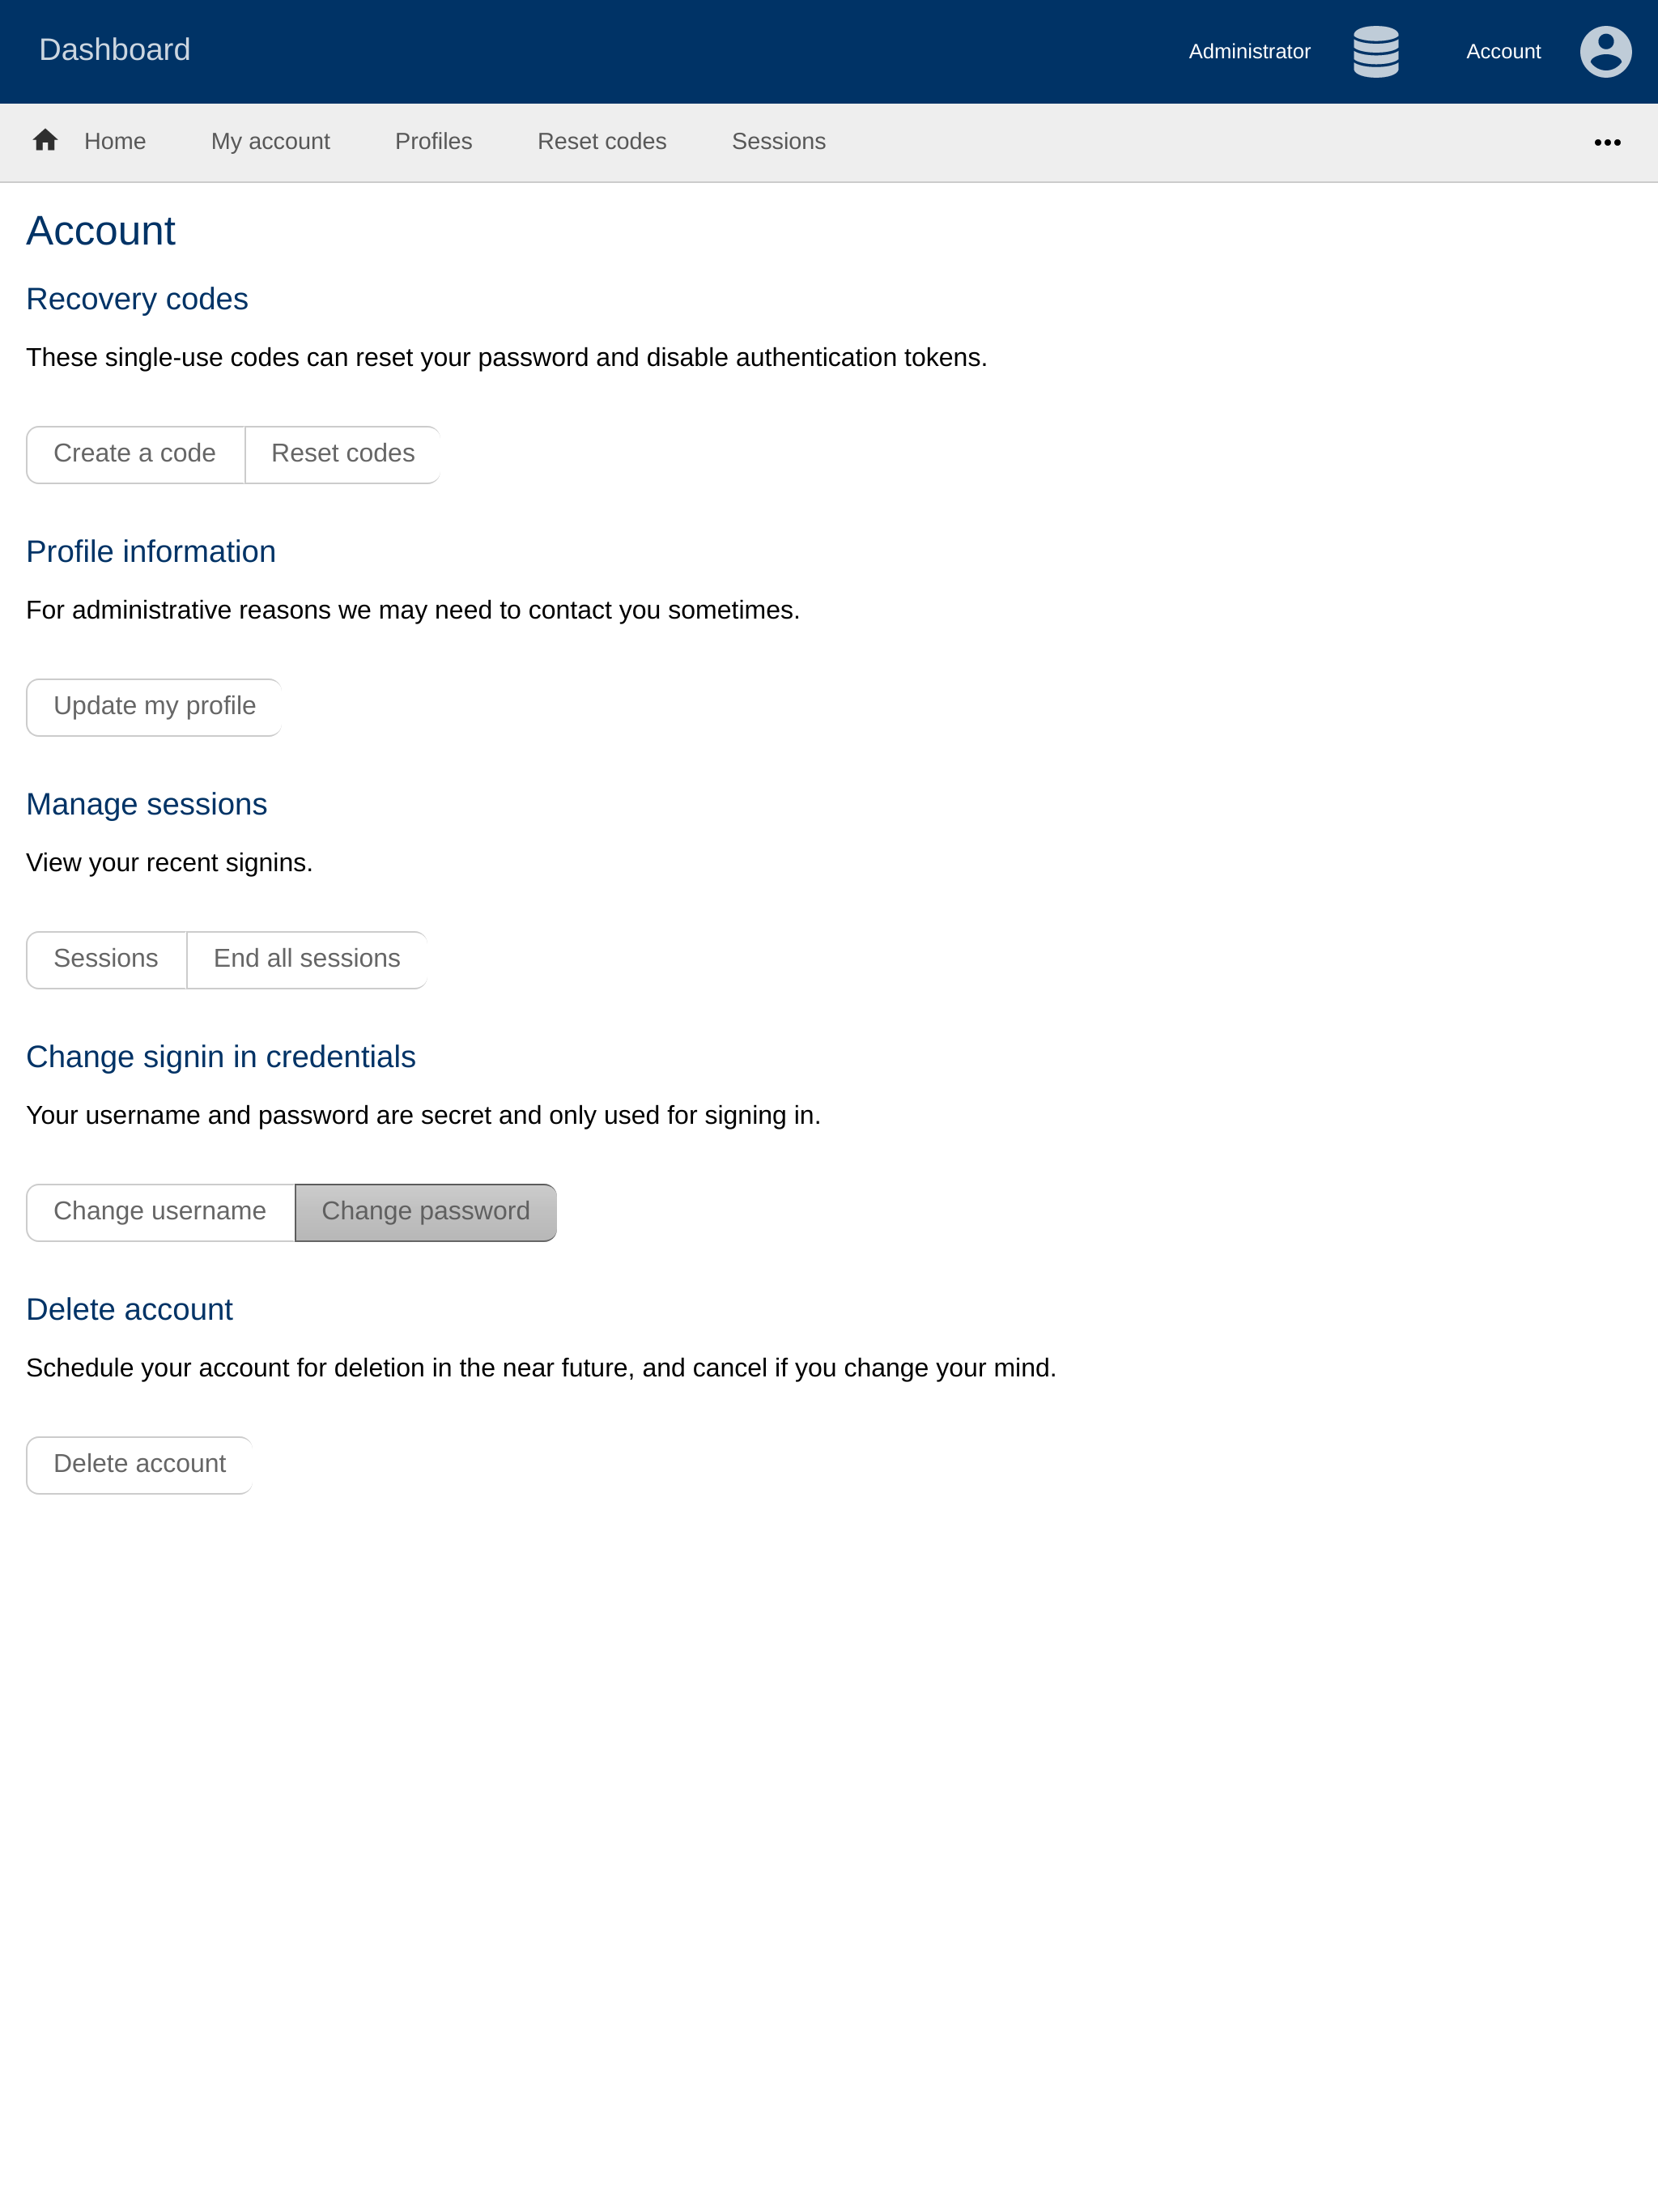 Dashboard
Administrator
Account
Home
My account
Profiles
Reset codes
Sessions
Account
Recovery codes
These single-use codes can reset your password and disable authentication tokens.
Create a code
Reset codes
Profile information
For administrative reasons we may need to contact you sometimes.
Update my profile
Manage sessions
View your recent signins.
Sessions
End all sessions
Change signin in credentials
Your username and password are secret and only used for signing in.
Change username
Change password
Delete account
Schedule your account for deletion in the near future, and cancel if you change your mind.
Delete account